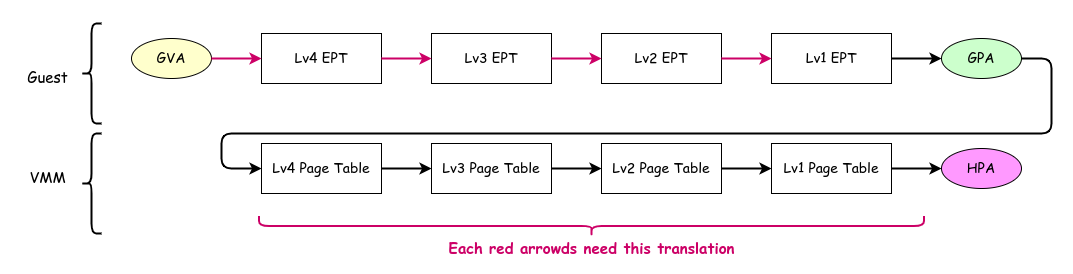 Guest
GVA
Lv4 EPT
Lv3 EPT
Lv2 EPT
Lv1 EPT
GPA
VMM
Lv4 Page Table
Lv3 Page Table
Lv2 Page Table
Lv1 Page Table
HPA
Each red arrowds need this translation